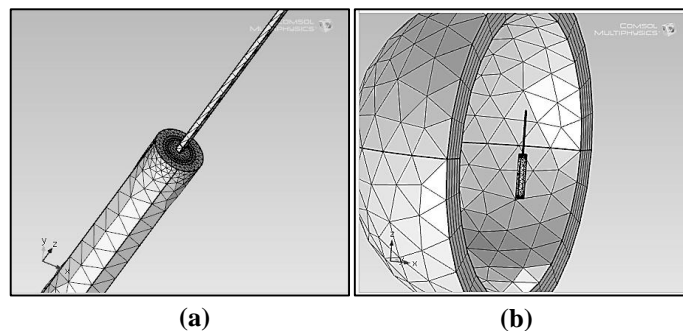 COMSOL
MULTIPHYSICS
y
z
x
COMSOL
MULTIPHYSICS
z
y
x
(a)
(b)